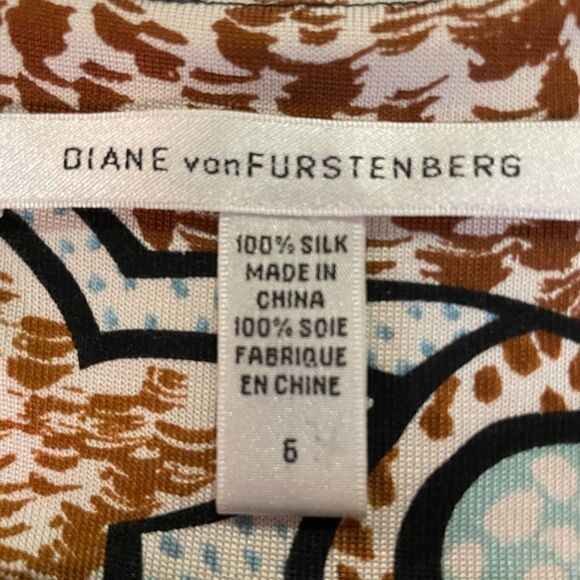 DIANE vonFURSTENBERG
100% SILK
MADE IN
CHINA
100% SOIE
FABRIQUE
EN CHINE
6